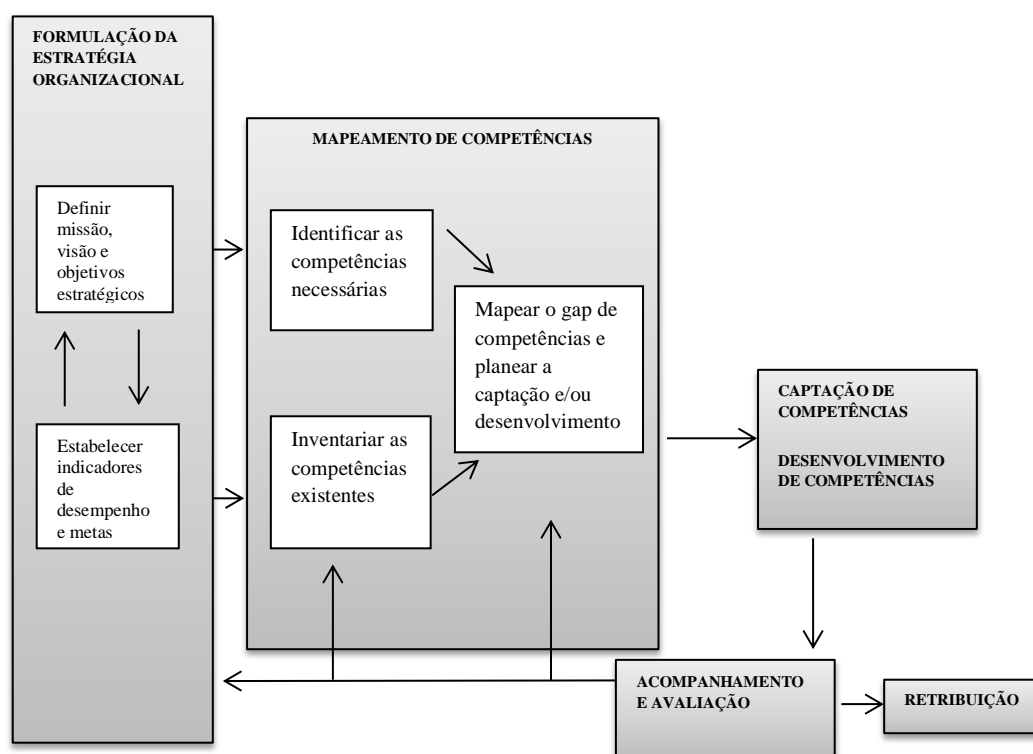 FORMULAÇÃO DA
ESTRATÉGIA
ORGANIZACIONAL
Definir
missão,
visão e
objetivos
estratégicos
Estabelecer
indicadores
de
desempenho
e metas
MAPEAMENTO DE COMPETÊNCIAS
Identificar as
competências
necessárias
Inventariar as
competências
existentes
Mapear o gap de
competências e
planear a
captação e/ou
desenvolvimento
CAPTAÇÃO DE
COMPETÊNCIAS
DESENVOLVIMENTO
DE COMPETÊNCIAS
ACOMPANHAMENTO
E AVALIAÇÃO
RETRIBUIÇÃO